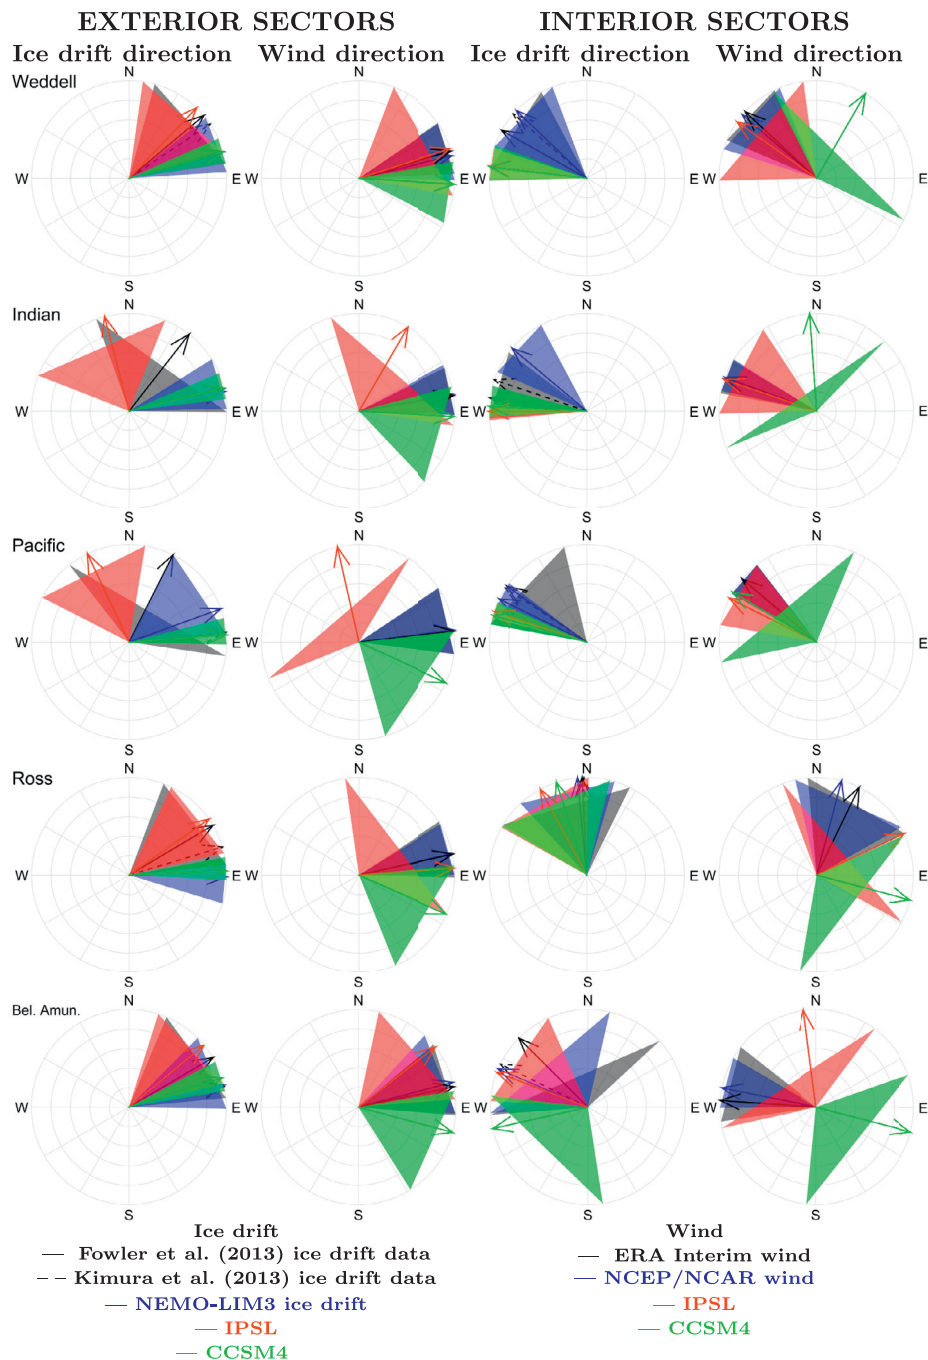 EXTERIOR SECTORS INTERIOR SECTORS
Ice drift direction Wind direction Ice drift direction Wind direction
N N N N
Weddell
W E W E W E W E
S S S S
N N N N
Indian
W E W E W E W E
S S S S
N N N N
Pacific
W E W E W E W E
S S S S
N N N N
Ross
W E W E W E W E
S S S S
N N N N
Bel. Amun.
W E W E W E W E
S S S S
Ice drift Wind
— Fowler et al. (2013) ice drift data — ERA Interim wind
-- Kimura et al. (2013) ice drift data — NCEP/NCAR wind
— NEMO-LIM3 ice drift — IPSL
— IPSL — CCSM4
— CCSM4